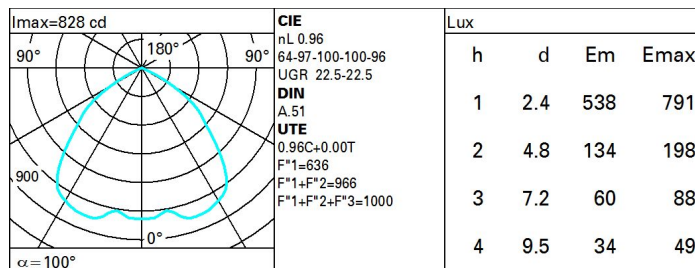 Imax=828 cd
90°
180°
90°
900
0°
α=100°
CIE
nL 0.96
64-97-100-100-96
UGR 22.5-22.5
DIN
A.51
UTE
0.96C+0.00T
F"1=636
F"1+F"2=966
F"1+F"2+F"3=1000
Lux
h d Em Emax
1 2.4 538 791
2 4.8 134 198
3 7.2 60 88
4 9.5 34 49